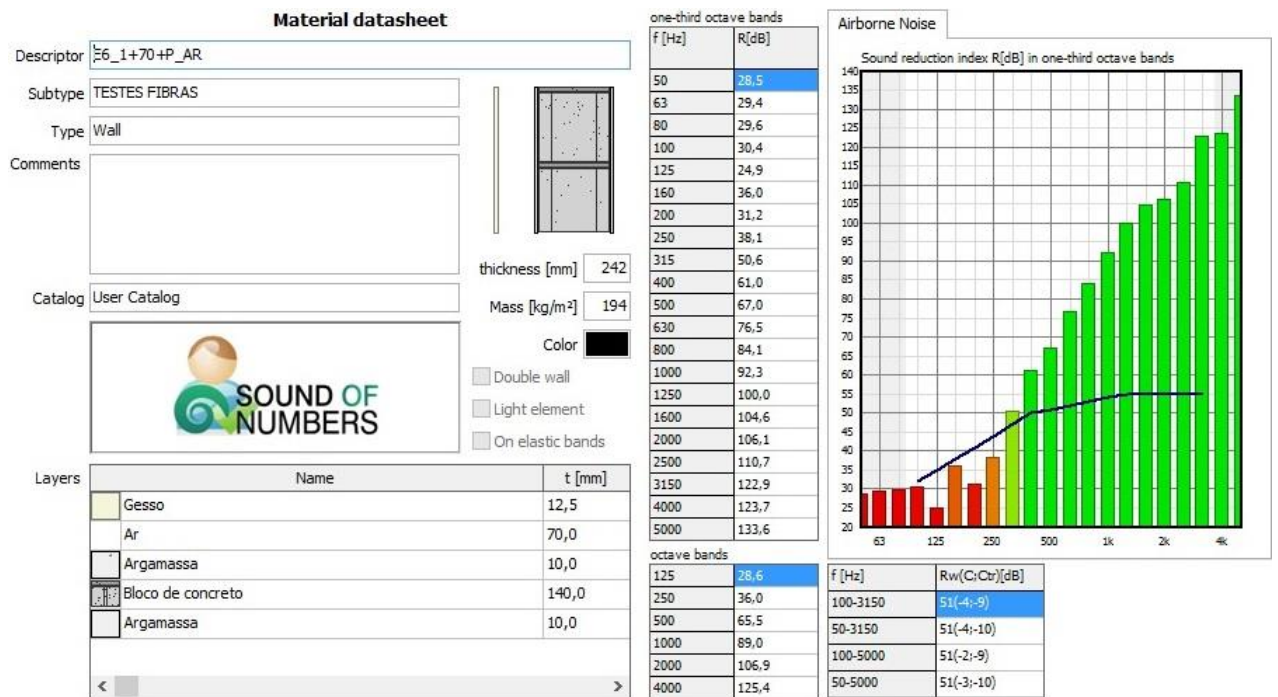 Material datasheet
Descriptor E6_1+70+P_AR
Subtype TESTES FIBRAS
Type Wall
Comments
thickness [mm] 242
Catalog User Catalog
Mass [kg/m²] 194
Color
SOUND OF
NUMBERS
Double wall
Light element
On elastic bands
Layers
Name t [mm]
Gesso 12,5
Ar 70,0
Argamassa 10,0
Bloco de concreto 140,0
Argamassa 10,0
one-third octave bands
f [Hz] R[dB]
50 28,5
63 29,4
80 29,6
100 30,4
125 24,9
160 36,0
200 31,2
250 38,1
315 50,6
400 61,0
500 67,0
630 76,5
800 84,1
1000 92,3
1250 100,0
1600 104,6
2000 106,1
2500 110,7
3150 122,9
4000 123,7
5000 133,6
octave bands
125 28,6
250 36,0
500 65,5
1000 89,0
2000 106,9
4000 125,4
Airborne Noise
Sound reduction index R[dB] in one-third octave bands
140
135
130
125
120
115
110
105
100
95
90
85
80
75
70
65
60
55
50
45
40
35
30
25
20
63 125 250 500 1k 2k 4k
f [Hz] Rw(C;Ctr)[dB]
100-3150 51(-4;-9)
50-3150 51(-4;-10)
100-5000 51(-2;-9)
50-5000 51(-3;-10)